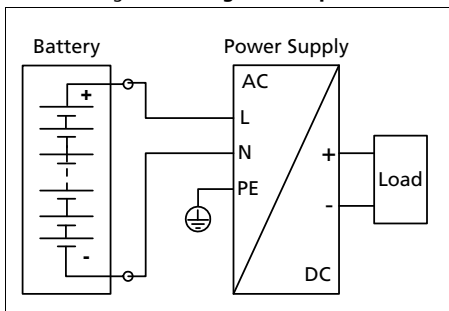 Battery
Power Supply
+
-
AC
L
N
PE
+
-
DC
Load